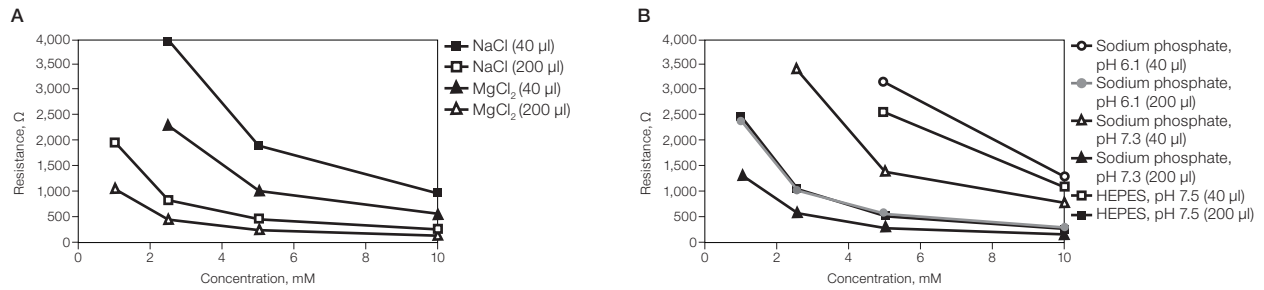 A
4,000
3,500
3,000
2,500
2,000
1,500
1,000
500
0
Resistance, Ω
0 2 4 6 8 10
Concentration, mM
NaCl (40 µl)
NaCl (200 µl)
MgCl₂ (40 µl)
MgCl₂ (200 µl)
B
4,000
3,500
3,000
2,500
2,000
1,500
1,000
500
0
Resistance, Ω
0 2 4 6 8 10
Concentration, mM
Sodium phosphate,
pH 6.1 (40 µl)
Sodium phosphate,
pH 6.1 (200 µl)
Sodium phosphate,
pH 7.3 (40 µl)
Sodium phosphate,
pH 7.3 (200 µl)
HEPES, pH 7.5 (40 µl)
HEPES, pH 7.5 (200 µl)